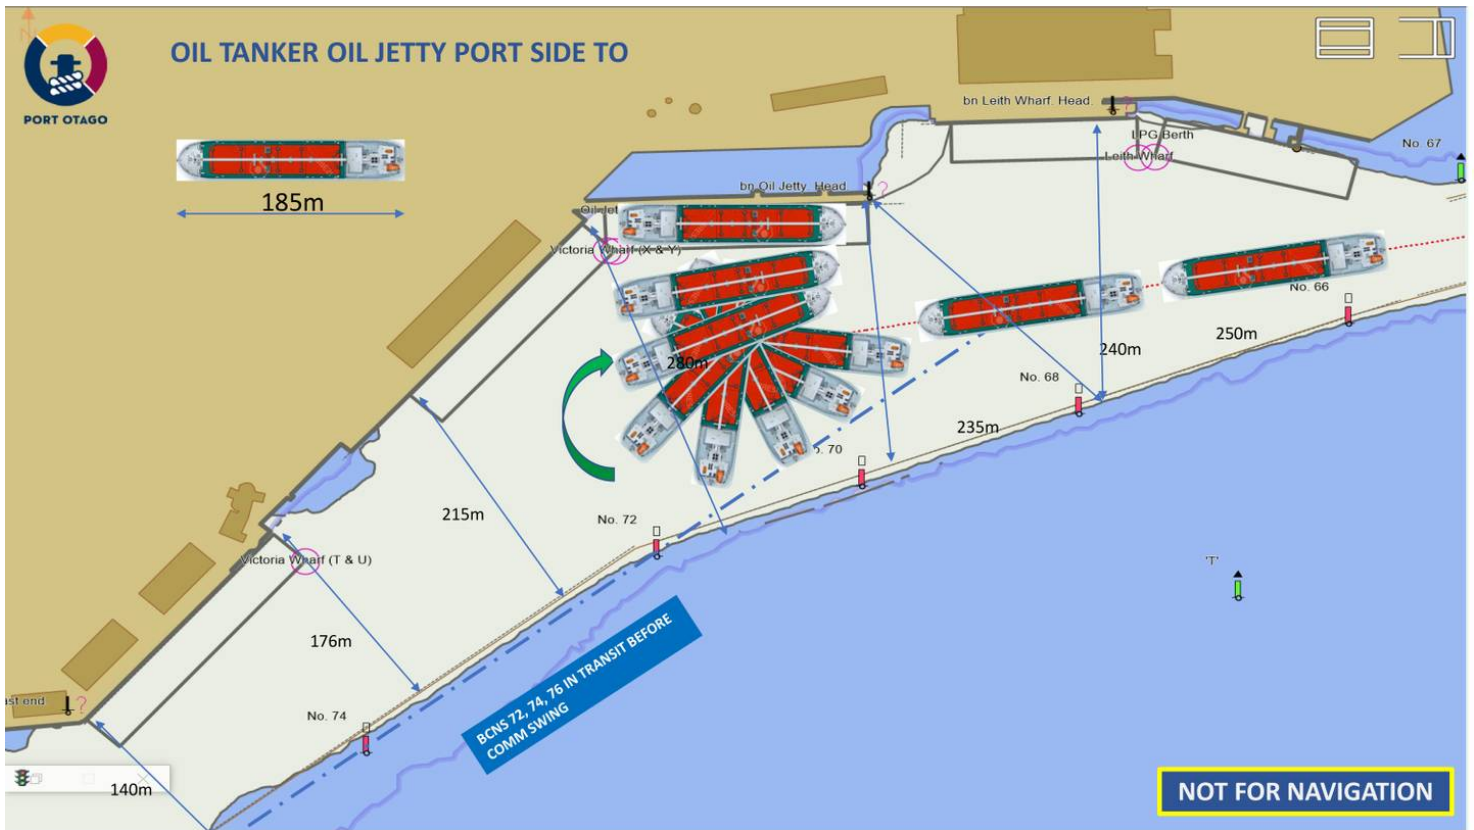 OIL TANKER OIL JETTY PORT SIDE TO
PORT OTAGO
185m
bn Leith Wharf. Head.
LPG Berth
Leith Wharf
No. 67
bn Oil Jetty. Head
Victoria Wharf (X & Y)
No. 66
250m
240m
280m
No. 68
235m
70
No. 72
215m
Victoria Wharf (T & U)
'T'
176m
BCNS 72, 74, 76 IN TRANSIT BEFORE
COMM SWING
No. 74
140m
NOT FOR NAVIGATION